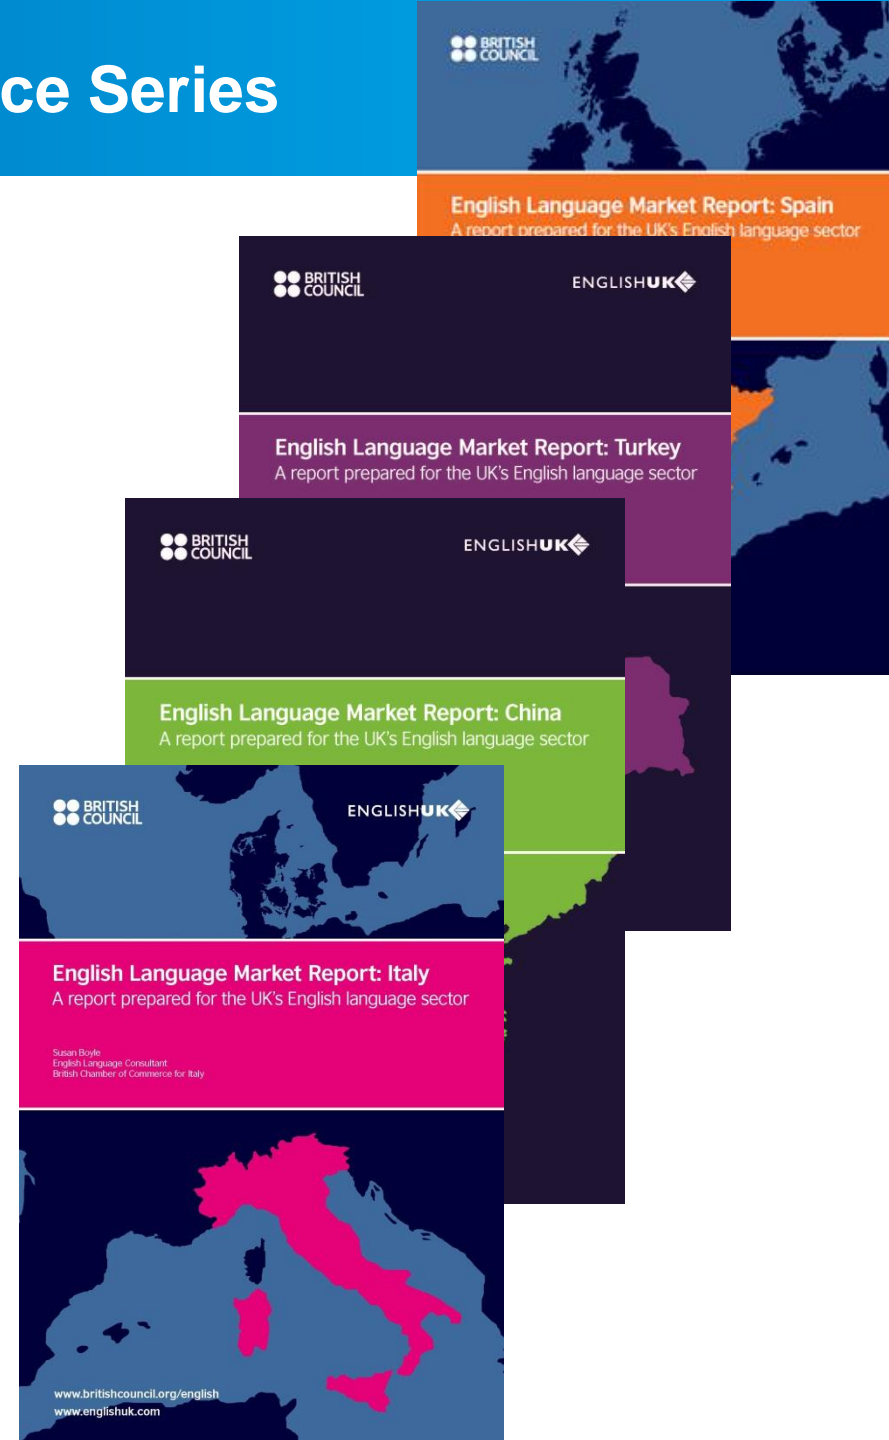 ce Series
BRITISH
COUNCIL
English Language Market Report: Spain
A report prepared for the UK's English language sector
BRITISH
COUNCIL
ENGLISHUK
English Language Market Report: Turkey
A report prepared for the UK's English language sector
BRITISH
COUNCIL
ENGLISHUK
English Language Market Report: China
A report prepared for the UK's English language sector
BRITISH
COUNCIL
ENGLISHUK
English Language Market Report: Italy
A report prepared for the UK's English language sector
Susan Boyle
English Language Consultant
British Chamber of Commerce for Italy
www.britishcouncil.org/english
www.englishuk.com